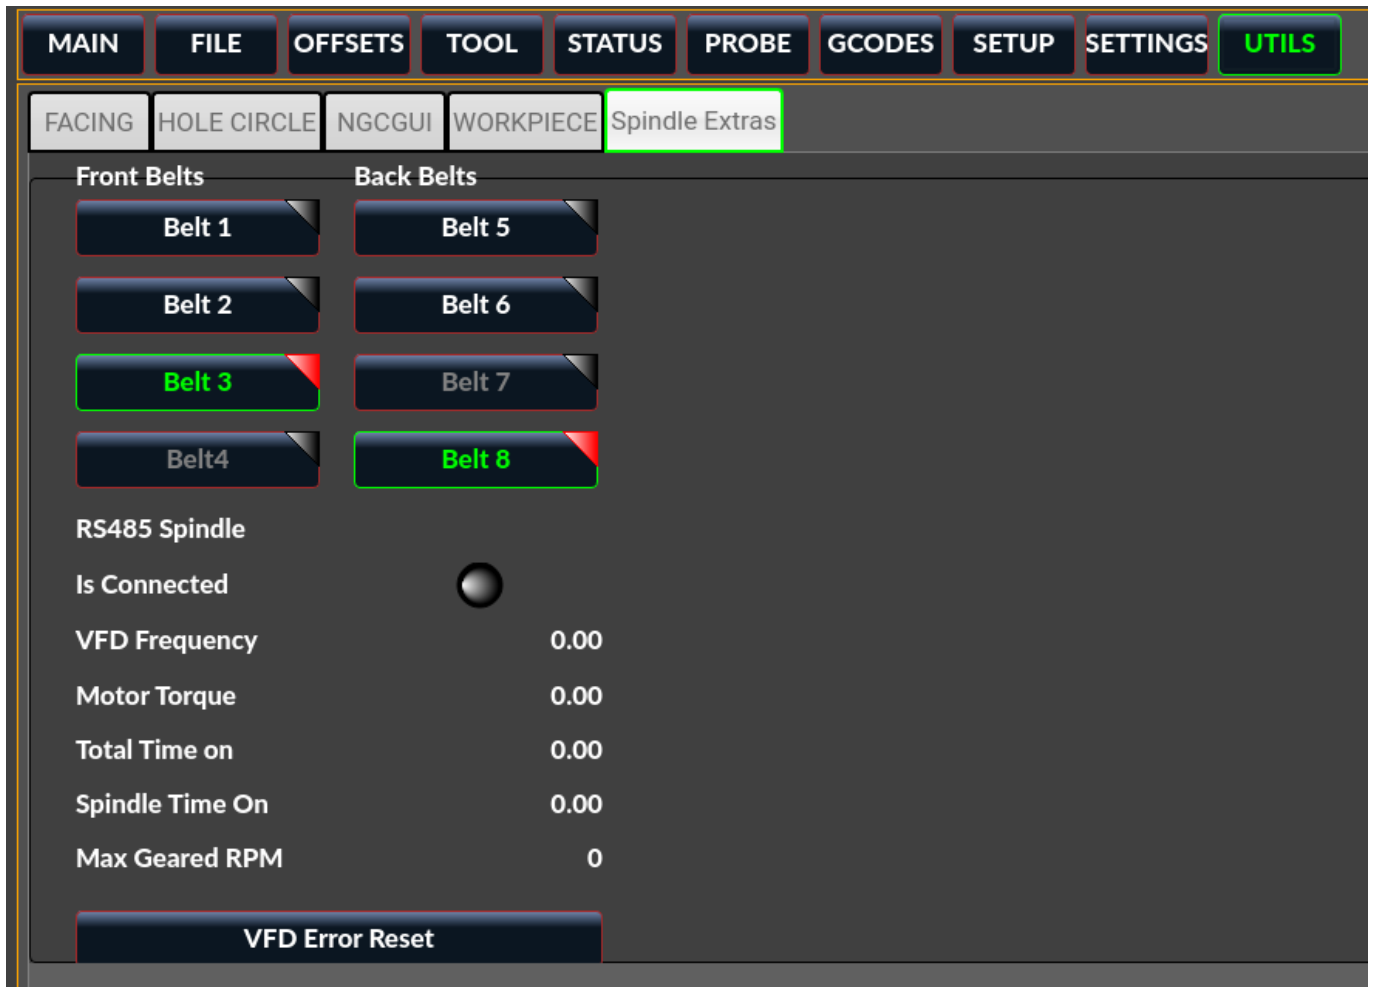 MAIN FILE OFFSETS TOOL STATUS PROBE GCODES SETUP SETTINGS UTILS
FACING HOLE CIRCLE NGCGUI WORKPIECE Spindle Extras
Front Belts Back Belts
Belt 1 Belt 5
Belt 2 Belt 6
Belt 3 Belt 7
Belt4 Belt 8
RS485 Spindle
Is Connected
VFD Frequency 0.00
Motor Torque 0.00
Total Time on 0.00
Spindle Time On 0.00
Max Geared RPM 0
VFD Error Reset